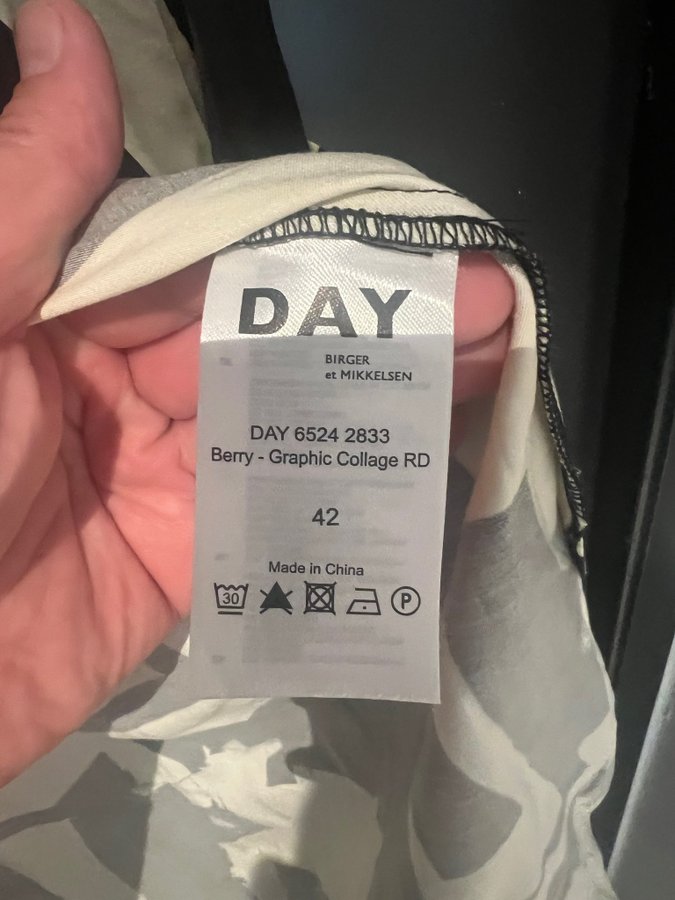 DAY
BIRGER
et MIKKELSEN
DAY 6524 2833
Berry - Graphic Collage RD
42
Made in China
30 P